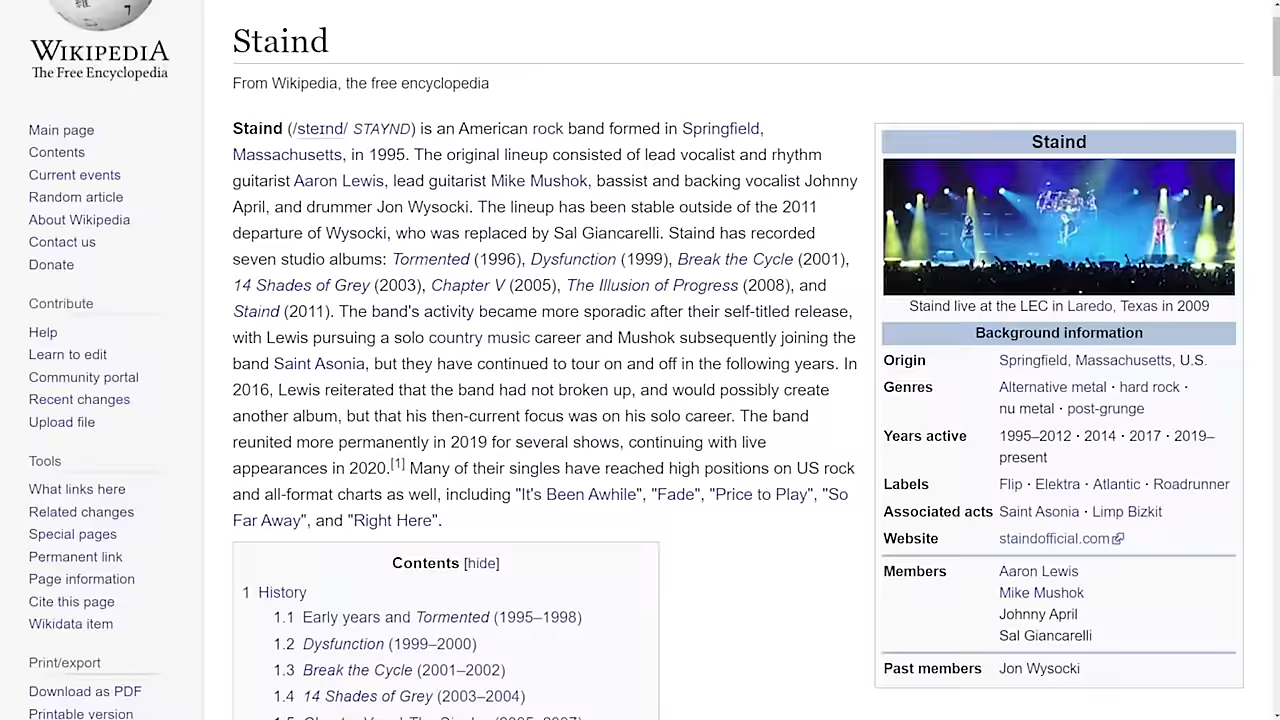 WIKIPEDIA
The Free Encyclopedia
Main page
Contents
Current events
Random article
About Wikipedia
Contact us
Donate
Contribute
Help
Learn to edit
Community portal
Recent changes
Upload file
Tools
What links here
Related changes
Special pages
Permanent link
Page information
Cite this page
Wikidata item
Print/export
Download as PDF
Printable version
Staind
From Wikipedia, the free encyclopedia
Staind (/steɪnd/ STAYND) is an American rock band formed in Springfield,
Massachusetts, in 1995. The original lineup consisted of lead vocalist and rhythm
guitarist Aaron Lewis, lead guitarist Mike Mushok, bassist and backing vocalist Johnny
April, and drummer Jon Wysocki. The lineup has been stable outside of the 2011
departure of Wysocki, who was replaced by Sal Giancarelli. Staind has recorded
seven studio albums: Tormented (1996), Dysfunction (1999), Break the Cycle (2001),
14 Shades of Grey (2003), Chapter V (2005), The Illusion of Progress (2008), and
Staind (2011). The band's activity became more sporadic after their self-titled release,
with Lewis pursuing a solo country music career and Mushok subsequently joining the
band Saint Asonia, but they have continued to tour on and off in the following years. In
2016, Lewis reiterated that the band had not broken up, and would possibly create
another album, but that his then-current focus was on his solo career. The band
reunited more permanently in 2019 for several shows, continuing with live
appearances in 2020.[1] Many of their singles have reached high positions on US rock
and all-format charts as well, including "It's Been Awhile", "Fade", "Price to Play", "So
Far Away", and "Right Here".
Contents [hide]
1 History
1.1 Early years and Tormented (1995–1998)
1.2 Dysfunction (1999–2000)
1.3 Break the Cycle (2001–2002)
1.4 14 Shades of Grey (2003–2004)
Staind
Staind live at the LEC in Laredo, Texas in 2009
Background information
Origin Springfield, Massachusetts, U.S.
Genres Alternative metal · hard rock ·
nu metal · post-grunge
Years active 1995–2012 · 2014 · 2017 · 2019–
present
Labels Flip · Elektra · Atlantic · Roadrunner
Associated acts Saint Asonia · Limp Bizkit
Website staindofficial.com
Members Aaron Lewis
Mike Mushok
Johnny April
Sal Giancarelli
Past members Jon Wysocki